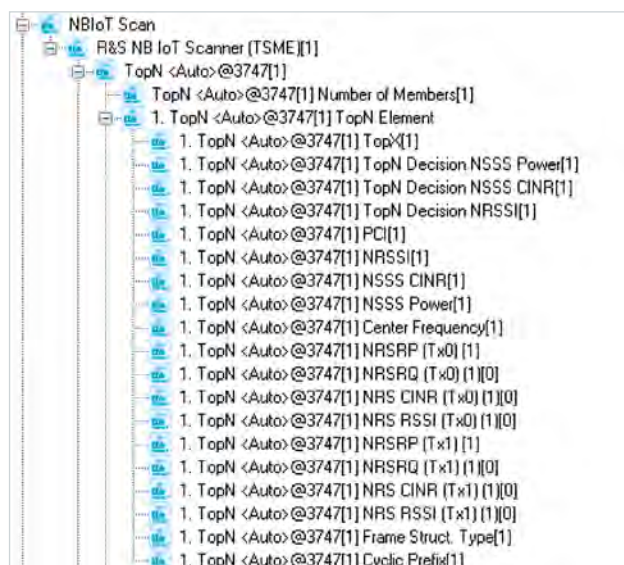 NBIoT Scan
R&S NB IoT Scanner (TSME)[1]
TopN <Auto>@3747[1]
TopN <Auto>@3747[1] Number of Members[1]
1. TopN <Auto>@3747[1] TopN Element
1. TopN <Auto>@3747[1] TopX[1]
1. TopN <Auto>@3747[1] TopN Decision NSSS Power[1]
1. TopN <Auto>@3747[1] TopN Decision NSSS CINR[1]
1. TopN <Auto>@3747[1] TopN Decision NRSSI[1]
1. TopN <Auto>@3747[1] PCI[1]
1. TopN <Auto>@3747[1] NRSSI[1]
1. TopN <Auto>@3747[1] NSSS CINR[1]
1. TopN <Auto>@3747[1] NSSS Power[1]
1. TopN <Auto>@3747[1] Center Frequency[1]
1. TopN <Auto>@3747[1] NRSRP (Tx0) [1]
1. TopN <Auto>@3747[1] NRSRQ (Tx0) (1)[0]
1. TopN <Auto>@3747[1] NRS CINR (Tx0) (1)[0]
1. TopN <Auto>@3747[1] NRS RSSI (Tx0) (1)[0]
1. TopN <Auto>@3747[1] NRSRP (Tx1) [1]
1. TopN <Auto>@3747[1] NRSRQ (Tx1) (1)[0]
1. TopN <Auto>@3747[1] NRS CINR (Tx1) (1)[0]
1. TopN <Auto>@3747[1] NRS RSSI (Tx1) (1)[0]
1. TopN <Auto>@3747[1] Frame Struct. Type[1]
1. TopN <Auto>@3747[1] Cyclic Prefix[1]